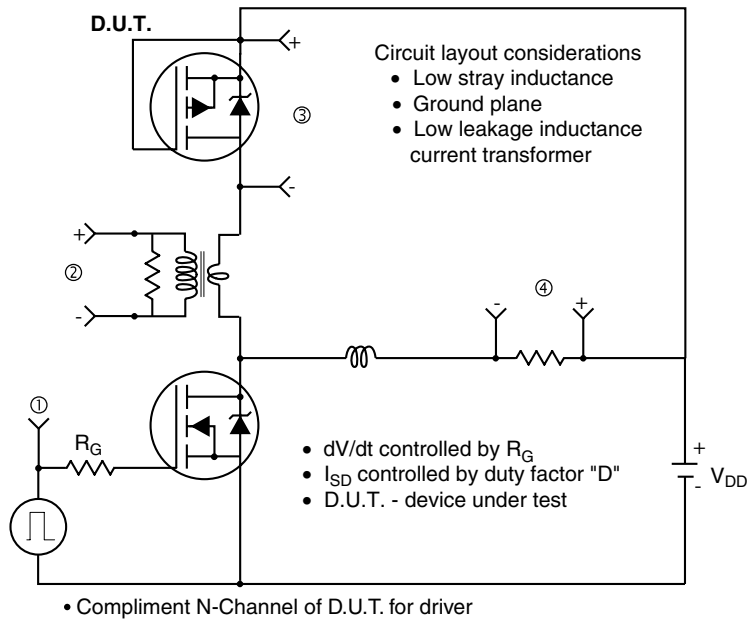 D.U.T.
+
③
-
Circuit layout considerations
• Low stray inductance
• Ground plane
• Low leakage inductance
current transformer
+
②
-
-
④
+
①
R_G
• dV/dt controlled by R_G
• I_SD controlled by duty factor "D"
• D.U.T. - device under test
+
-
V_DD
• Compliment N-Channel of D.U.T. for driver